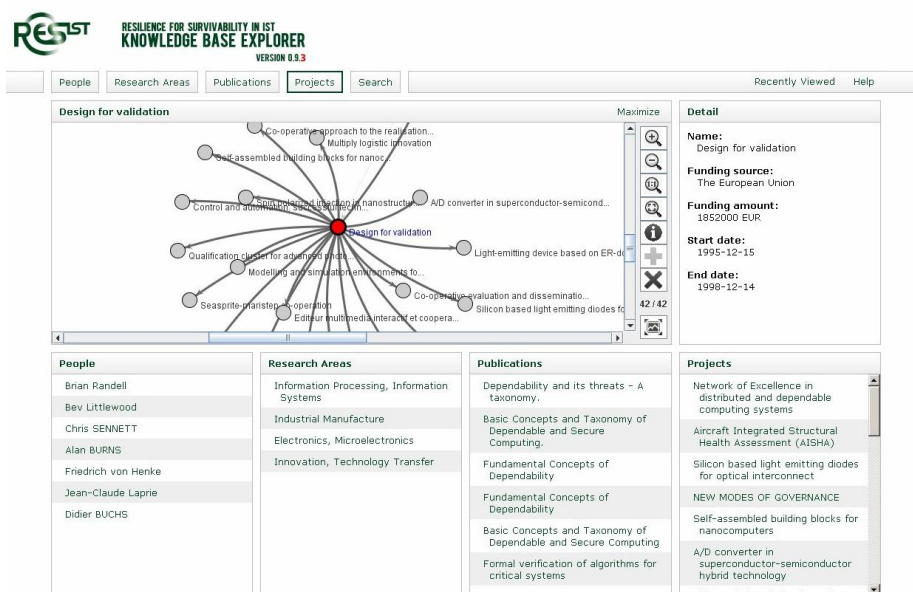 RESIST
RESILIENCE FOR SURVIVABILITY IN IST
KNOWLEDGE BASE EXPLORER
VERSION 0.9.3
People
Research Areas
Publications
Projects
Search
Recently Viewed
Help
Design for validation
Maximize
Co-operative approach to the realisation...
Multiply logistic innovation
Self-assembled building blocks for nanoc...
Spin polarized injection in nanostructu...
A/D converter in superconductor-semicond...
Control and automation: successful techn...
Design for validation
Light-emitting device based on ER-do
Qualification cluster for advanced photo...
Modelling and simulation environments fo...
Co-operative evaluation and disseminatio...
Seasprite-maristep co-operation
Silicon based light emitting diodes fo
Editeur multimedia interactif et coopera...
1:1
42 / 42
Detail
Name:
Design for validation
Funding source:
The European Union
Funding amount:
1852000 EUR
Start date:
1995-12-15
End date:
1998-12-14
People
Brian Randell
Bev Littlewood
Chris SENNETT
Alan BURNS
Friedrich von Henke
Jean-Claude Laprie
Didier BUCHS
Research Areas
Information Processing, Information
Systems
Industrial Manufacture
Electronics, Microelectronics
Innovation, Technology Transfer
Publications
Dependability and its threats - A
taxonomy.
Basic Concepts and Taxonomy of
Dependable and Secure
Computing.
Fundamental Concepts of
Dependability
Fundamental Concepts of
Dependability
Basic Concepts and Taxonomy of
Dependable and Secure Computing
Formal verification of algorithms for
critical systems
Projects
Network of Excellence in
distributed and dependable
computing systems
Aircraft Integrated Structural
Health Assessment (AISHA)
Silicon based light emitting diodes
for optical interconnect
NEW MODES OF GOVERNANCE
Self-assembled building blocks for
nanocomputers
A/D converter in
superconductor-semiconductor
hybrid technology